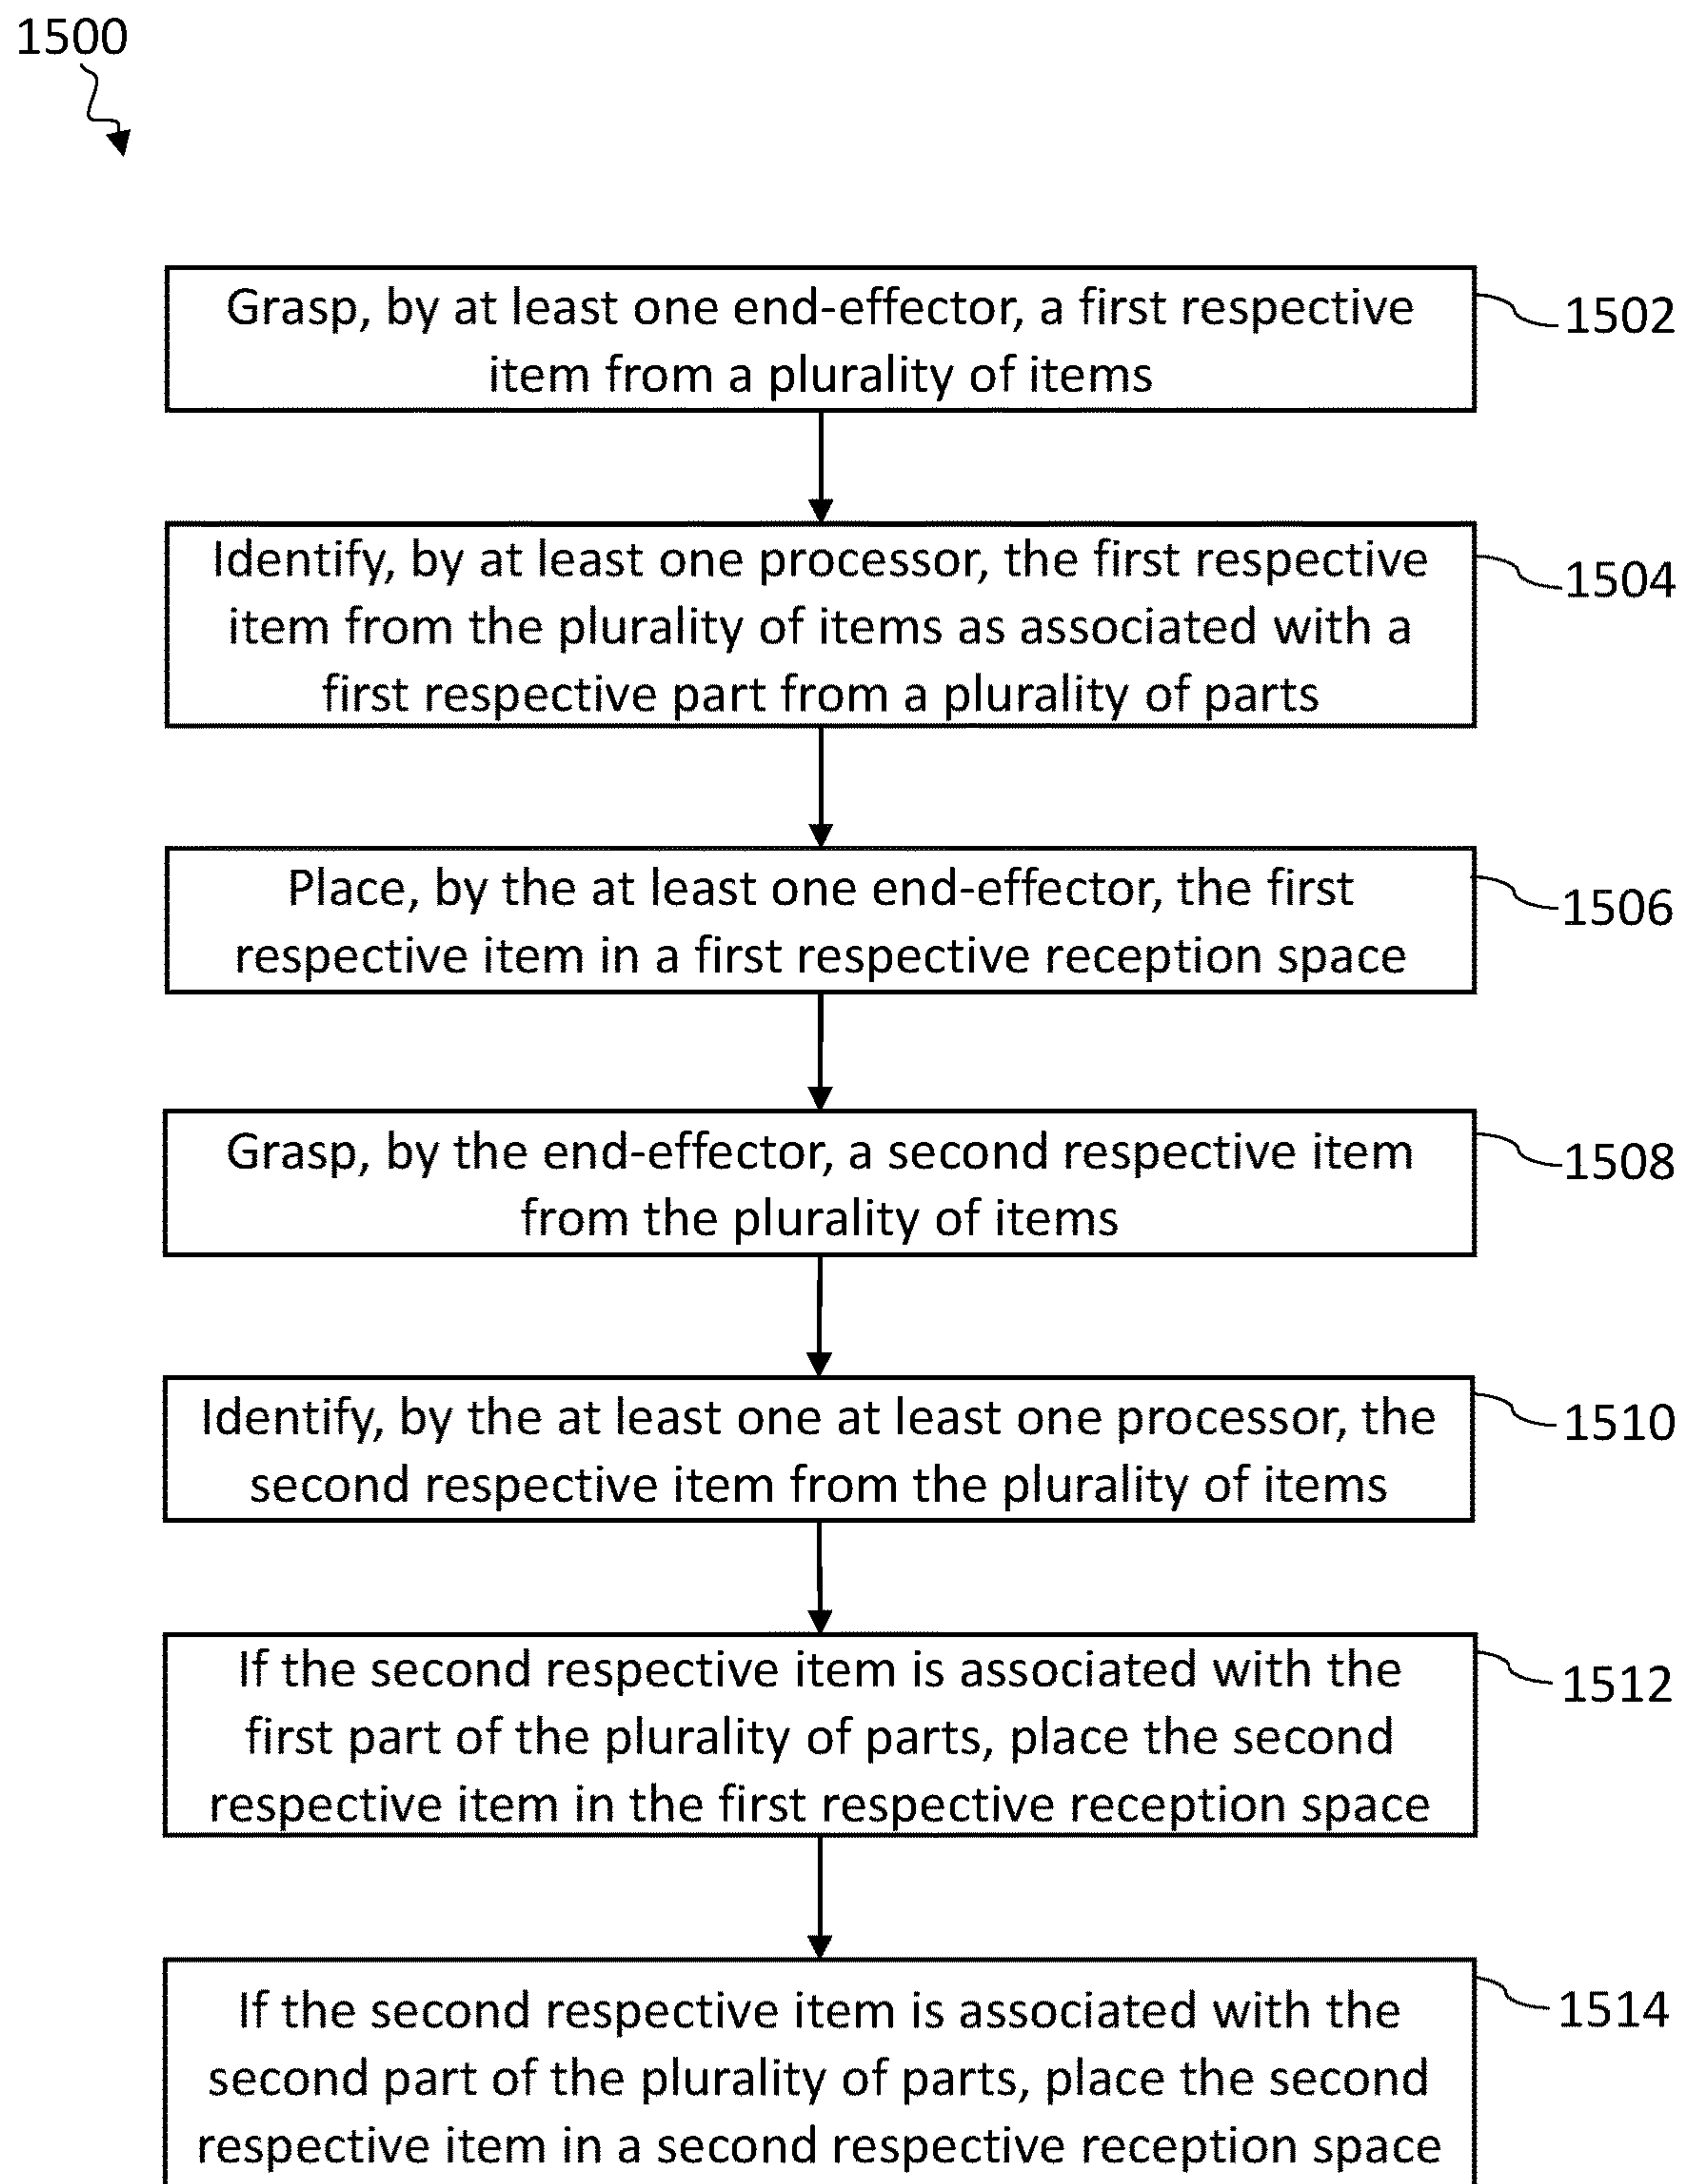 1500
Grasp, by at least one end-effector, a first respective
item from a plurality of items
1502
Identify, by at least one processor, the first respective
item from the plurality of items as associated with a
first respective part from a plurality of parts
1504
Place, by the at least one end-effector, the first
respective item in a first respective reception space
1506
Grasp, by the end-effector, a second respective item
from the plurality of items
1508
Identify, by the at least one at least one processor, the
second respective item from the plurality of items
1510
If the second respective item is associated with the
first part of the plurality of parts, place the second
respective item in the first respective reception space
1512
If the second respective item is associated with the
second part of the plurality of parts, place the second
respective item in a second respective reception space
1514